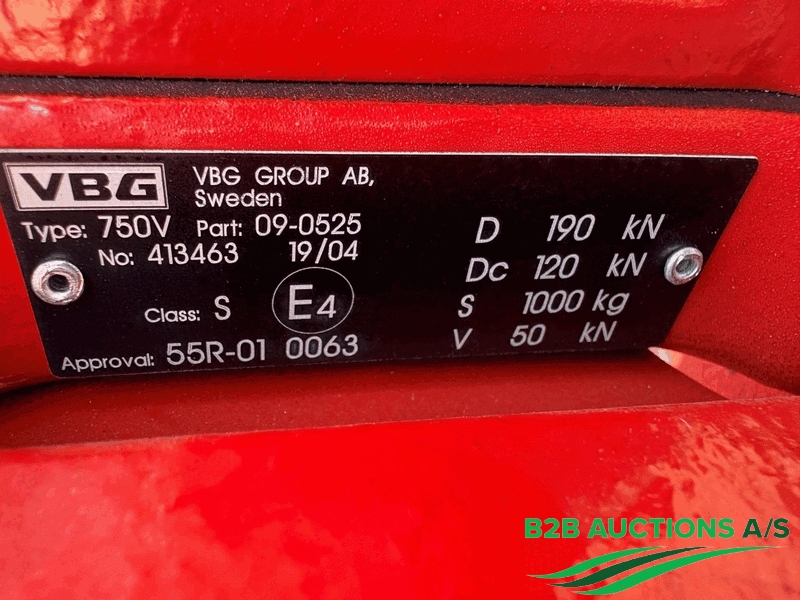 VBG VBG GROUP AB,
Sweden
Type: 750V Part: 09-0525
No: 413463 19/04
Class: S E4
Approval: 55R-01 0063
D 190 kN
Dc 120 kN
S 1000 kg
V 50 kN
B2B AUCTIONS A/S